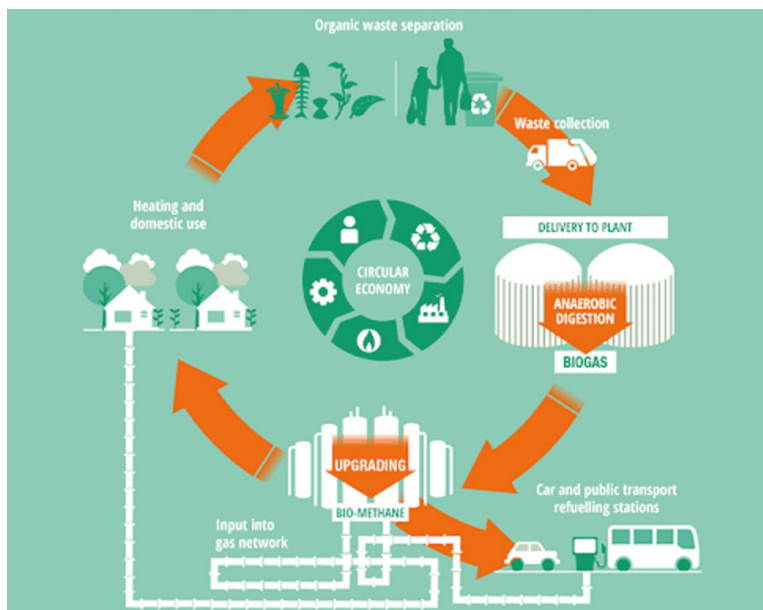 Organic waste separation
Waste collection
Heating and
domestic use
DELIVERY TO PLANT
CIRCULAR
ECONOMY
ANAEROBIC
DIGESTION
BIOGAS
UPGRADING
BIO-METHANE
Car and public transport
refuelling stations
Input into
gas network